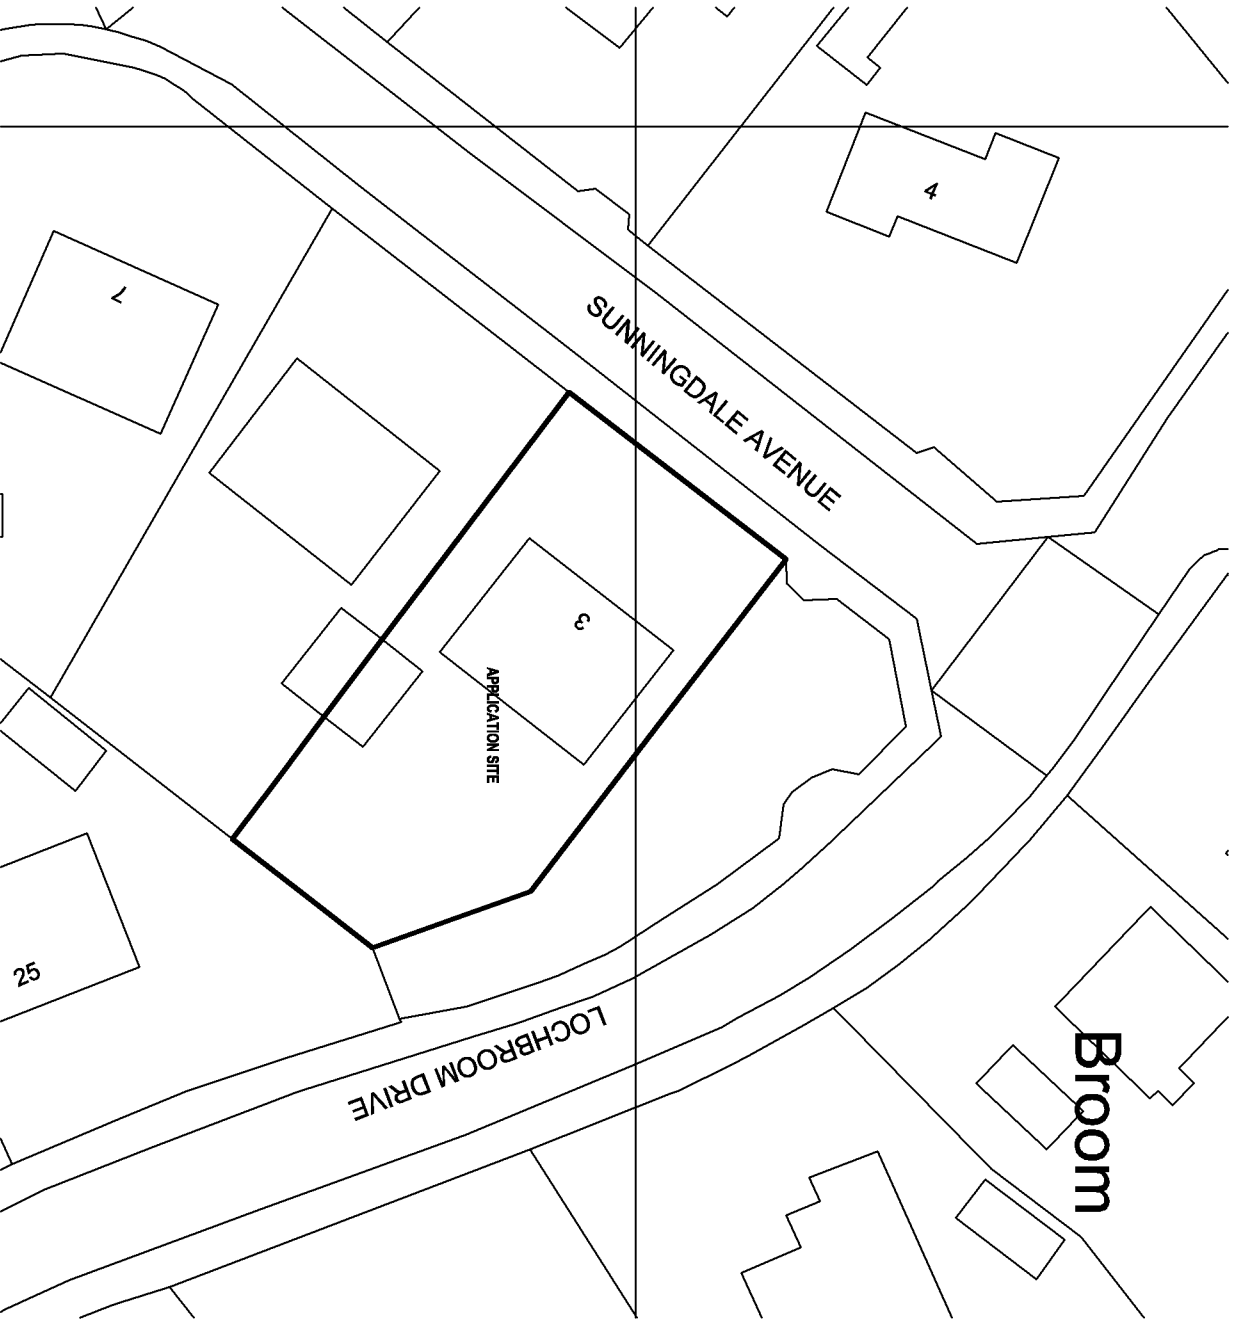 4
7
SUNNINGDALE AVENUE
3
APPLICATION SITE
25
LOCHBROOM DRIVE
Broom